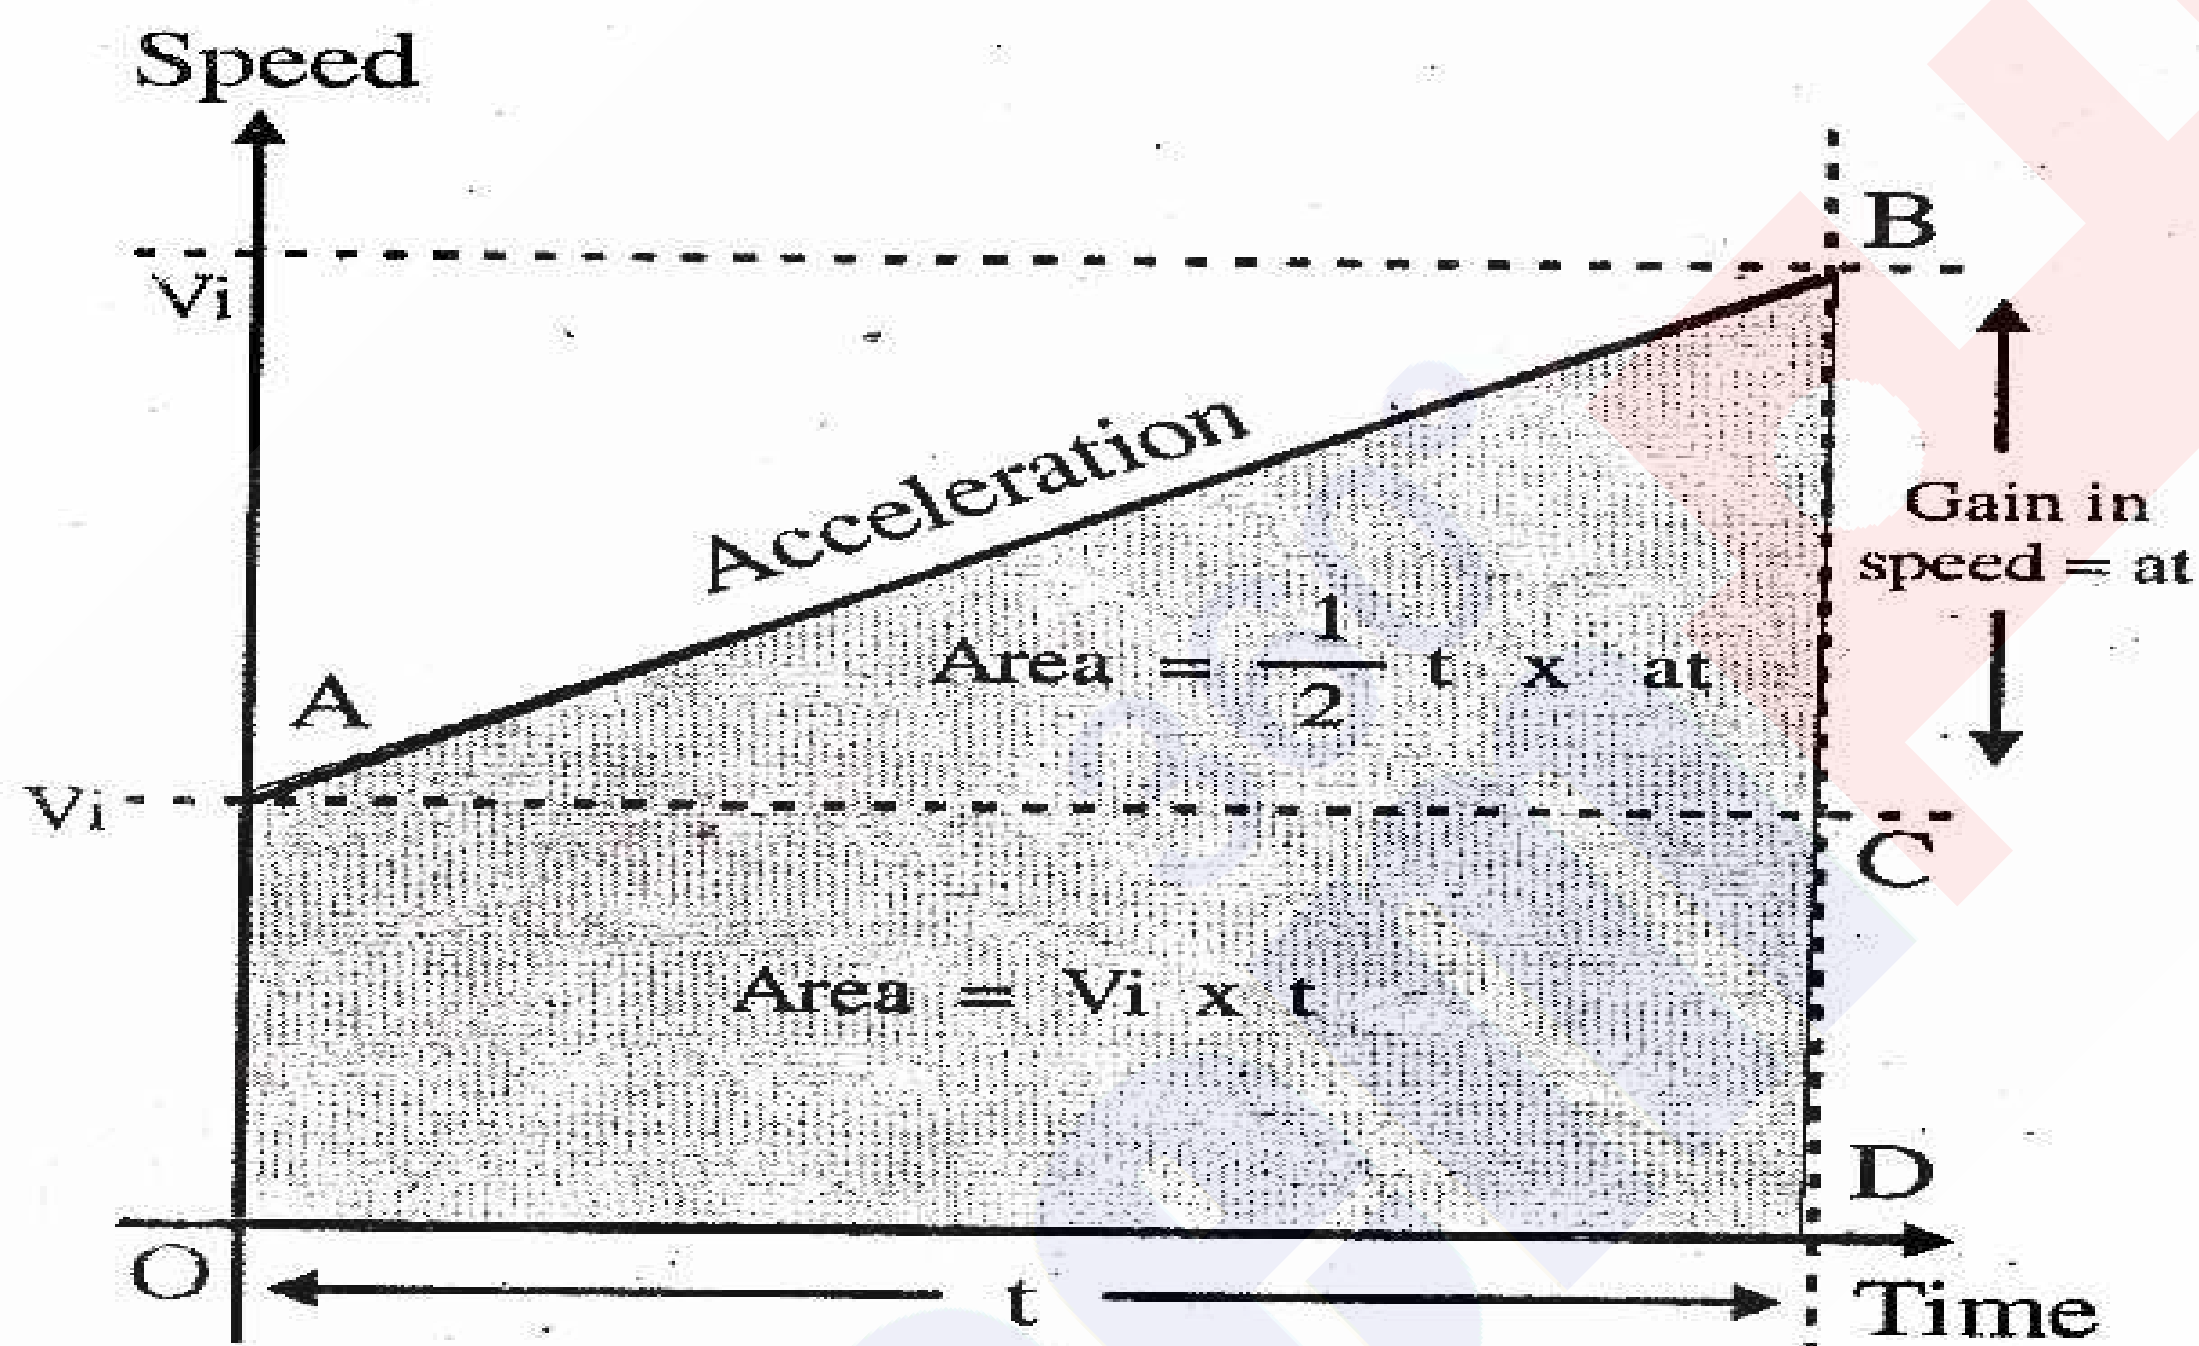 Speed
Vi
B
Acceleration
Gain in
speed = at
A
Area = 1/2 t x at
Vi
C
Area = Vi x t
D
O
t
Time